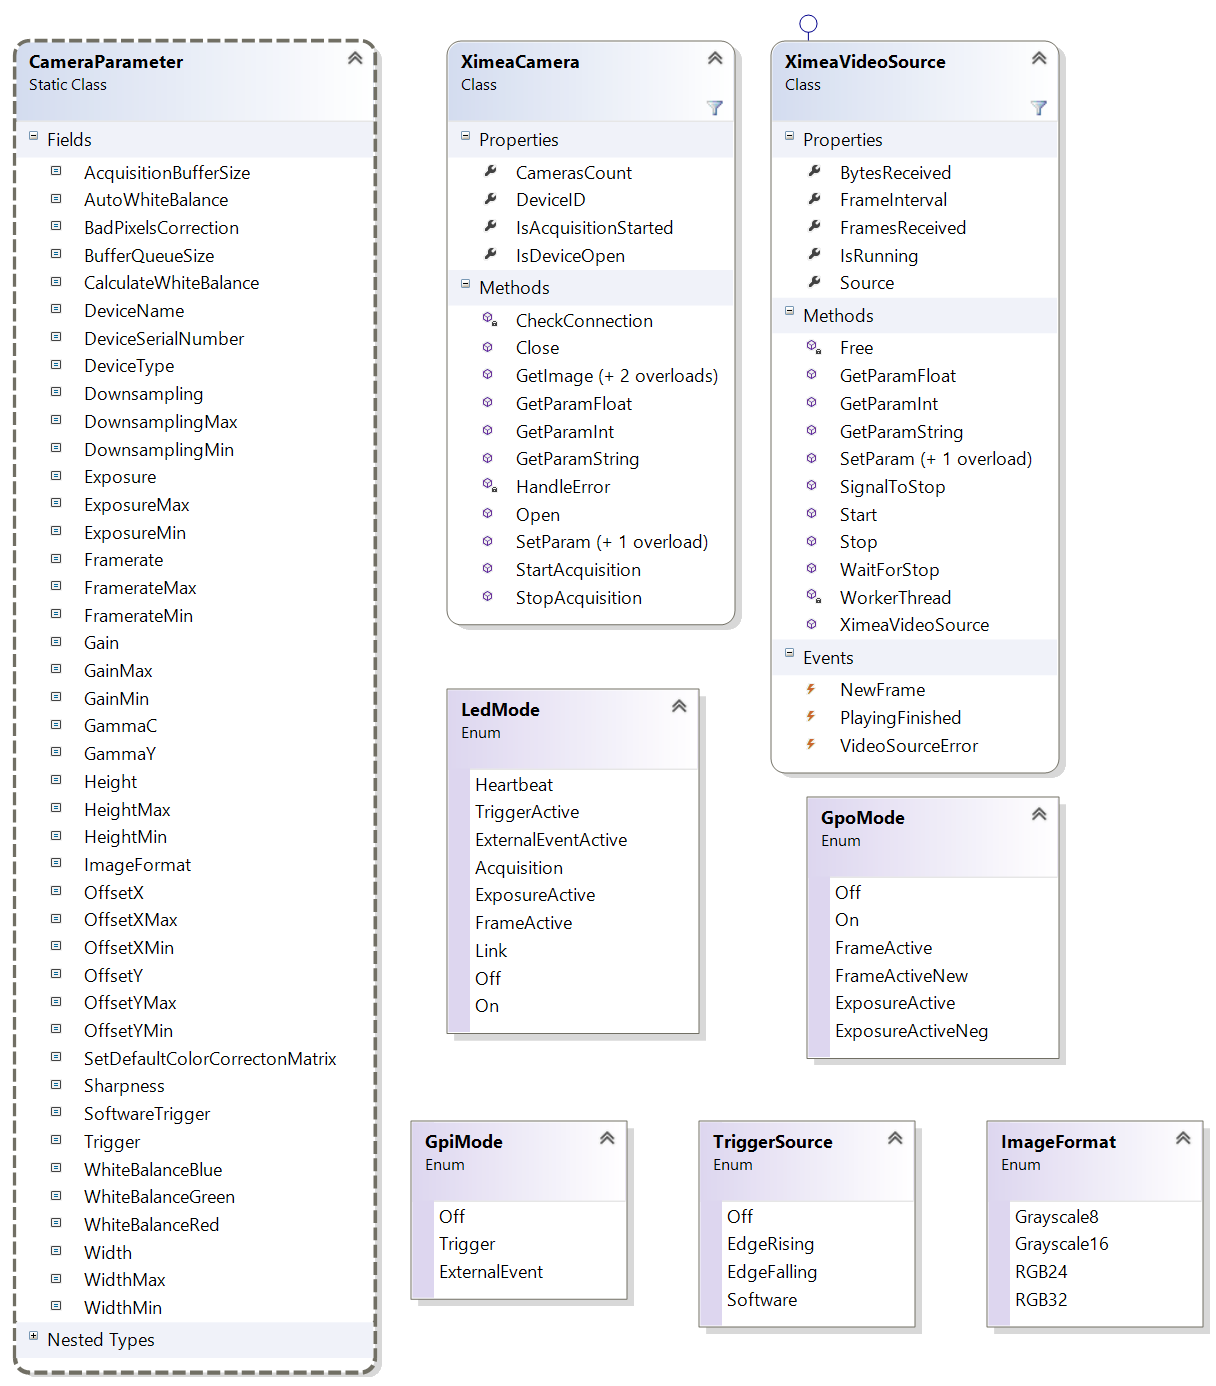 CameraParameter
Static Class
Fields
AcquisitionBufferSize
AutoWhiteBalance
BadPixelsCorrection
BufferQueueSize
CalculateWhiteBalance
DeviceName
DeviceSerialNumber
DeviceType
Downsampling
DownsamplingMax
DownsamplingMin
Exposure
ExposureMax
ExposureMin
Framerate
FramerateMax
FramerateMin
Gain
GainMax
GainMin
GammaC
GammaY
Height
HeightMax
HeightMin
ImageFormat
OffsetX
OffsetXMax
OffsetXMin
OffsetY
OffsetYMax
OffsetYMin
SetDefaultColorCorrectonMatrix
Sharpness
SoftwareTrigger
Trigger
WhiteBalanceBlue
WhiteBalanceGreen
WhiteBalanceRed
Width
WidthMax
WidthMin
Nested Types
XimeaCamera
Class
Properties
CamerasCount
DeviceID
IsAcquisitionStarted
IsDeviceOpen
Methods
CheckConnection
Close
GetImage (+ 2 overloads)
GetParamFloat
GetParamInt
GetParamString
HandleError
Open
SetParam (+ 1 overload)
StartAcquisition
StopAcquisition
XimeaVideoSource
Class
Properties
BytesReceived
FrameInterval
FramesReceived
IsRunning
Source
Methods
Free
GetParamFloat
GetParamInt
GetParamString
SetParam (+ 1 overload)
SignalToStop
Start
Stop
WaitForStop
WorkerThread
XimeaVideoSource
Events
NewFrame
PlayingFinished
VideoSourceError
LedMode
Enum
Heartbeat
TriggerActive
ExternalEventActive
Acquisition
ExposureActive
FrameActive
Link
Off
On
GpoMode
Enum
Off
On
FrameActive
FrameActiveNew
ExposureActive
ExposureActiveNeg
GpiMode
Enum
Off
Trigger
ExternalEvent
TriggerSource
Enum
Off
EdgeRising
EdgeFalling
Software
ImageFormat
Enum
Grayscale8
Grayscale16
RGB24
RGB32